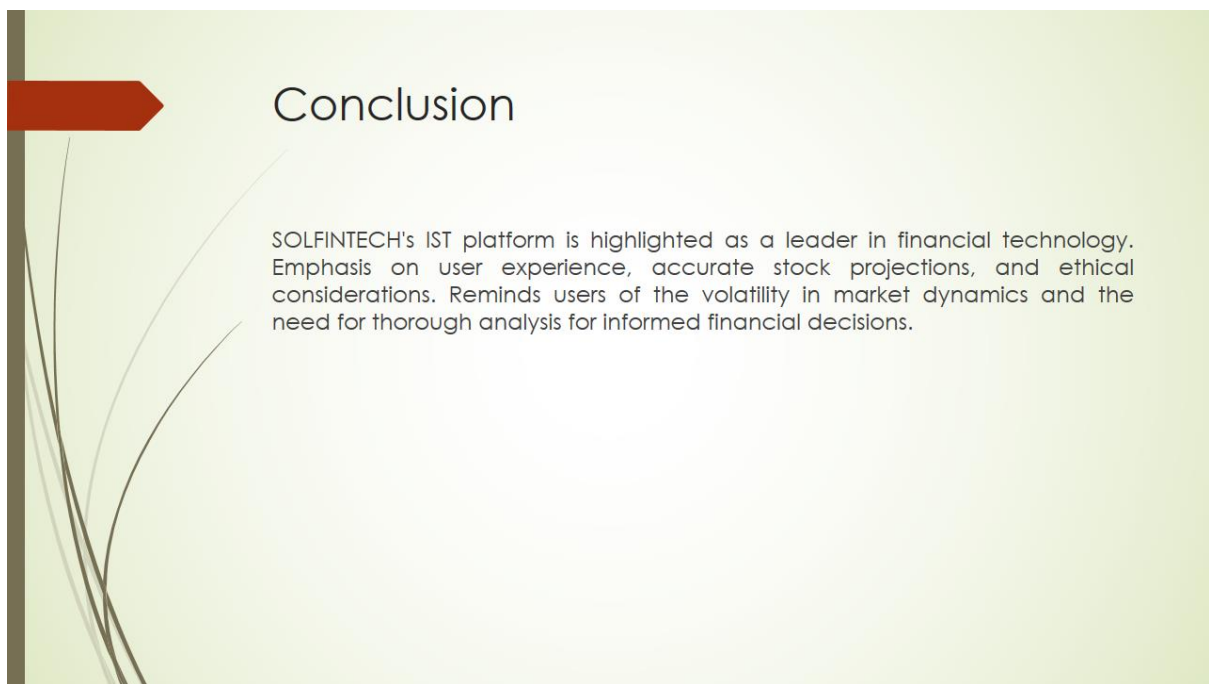 Conclusion
SOLFINTECH's IST platform is highlighted as a leader in financial technology.
Emphasis on user experience, accurate stock projections, and ethical
considerations. Reminds users of the volatility in market dynamics and the
need for thorough analysis for informed financial decisions.